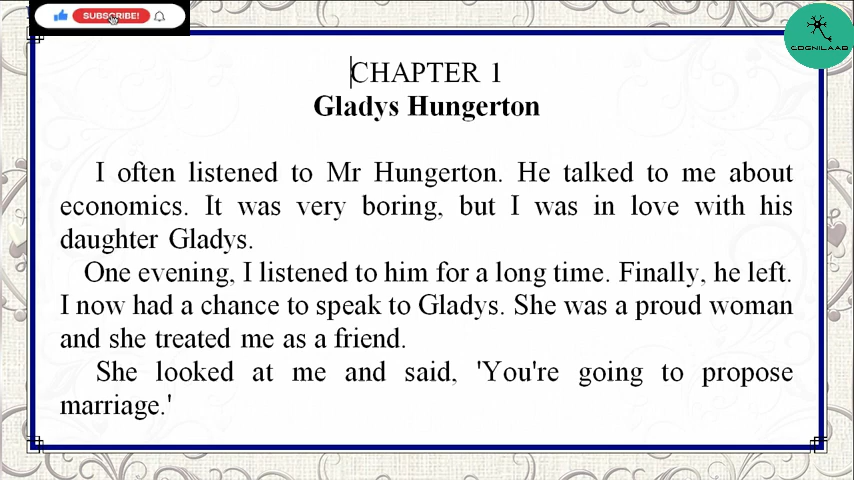 SUBSCRIBE!
COGNILAAB
CHAPTER 1
Gladys Hungerton
I often listened to Mr Hungerton. He talked to me about
economics. It was very boring, but I was in love with his
daughter Gladys.
One evening, I listened to him for a long time. Finally, he left.
I now had a chance to speak to Gladys. She was a proud woman
and she treated me as a friend.
She looked at me and said, 'You're going to propose
marriage.'